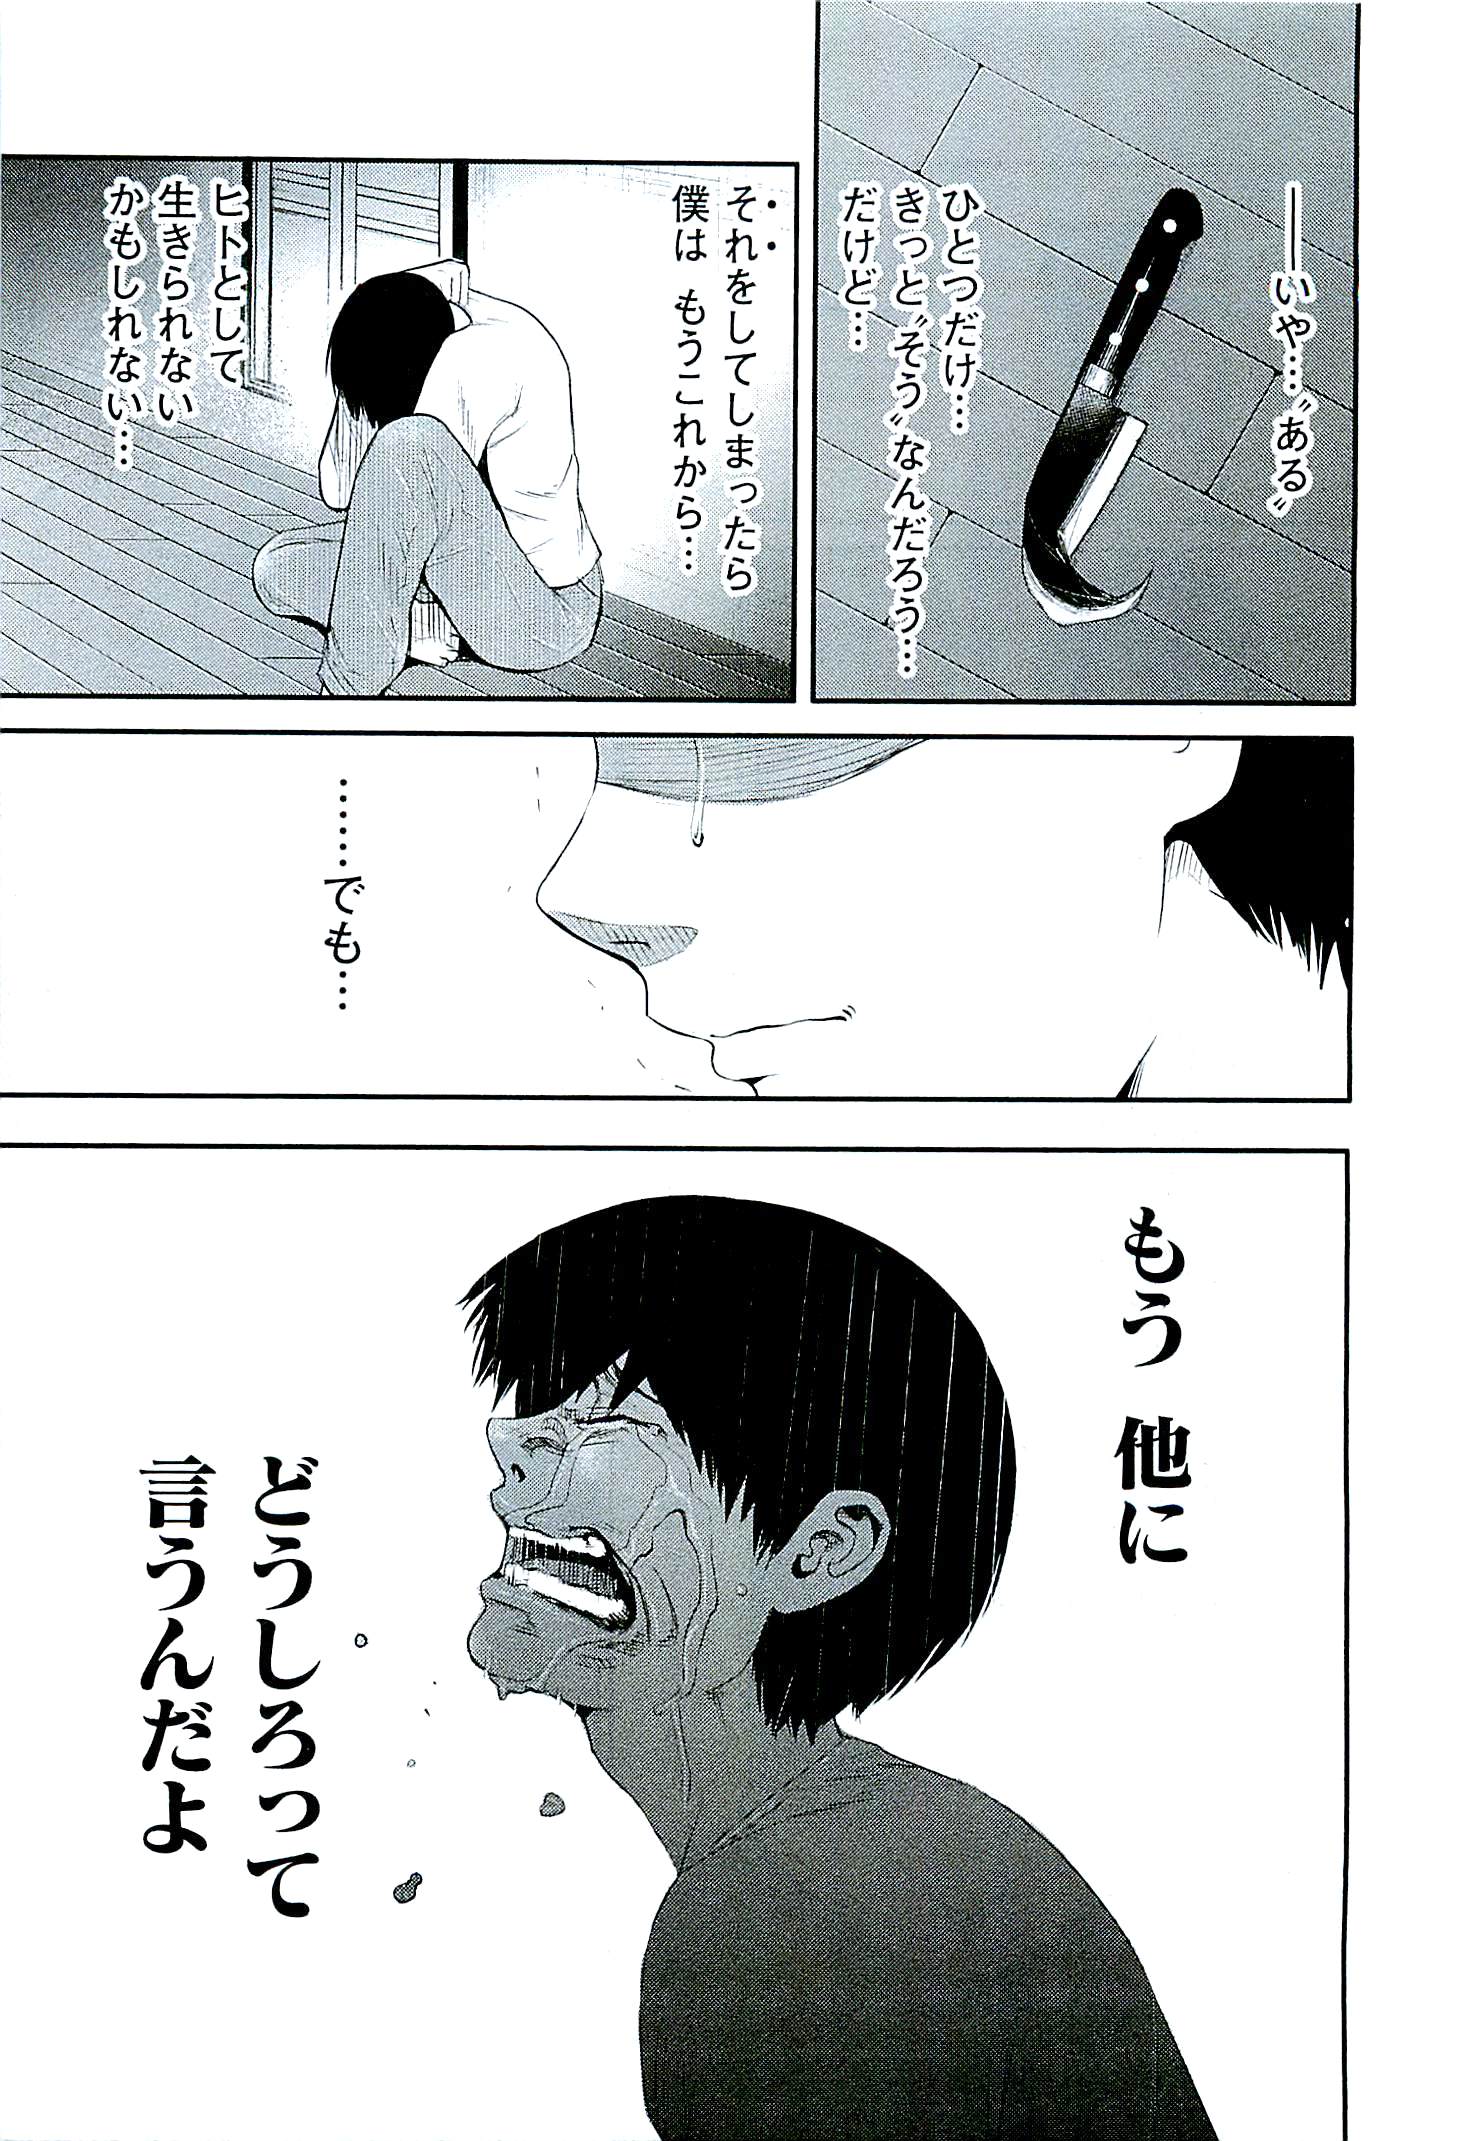 ――いや…〝ある〟
ひとつだけ…
きっと〝そう〟なんだろう…
だけど…
それをしてしまったら
僕は もうこれから…
ヒトとして
生きられない
かもしれない…
……でも…
もう 他に
どうしろって
言うんだよ